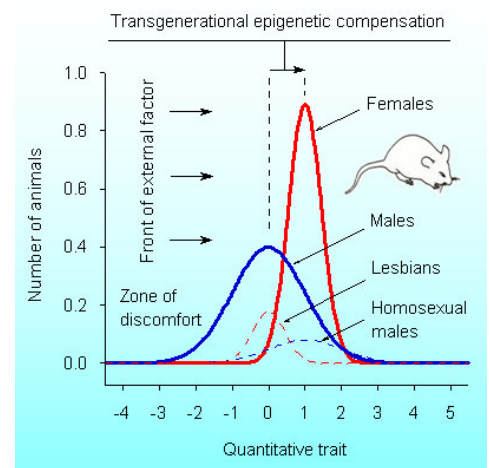 Transgenerational epigenetic compensation
Number of animals
1.0
0.8
0.6
0.4
0.2
0.0
Front of external factor
Zone of
discomfort
Females
Males
Lesbians
Homosexual
males
-4 -3 -2 -1 0 1 2 3 4 5
Quantitative trait